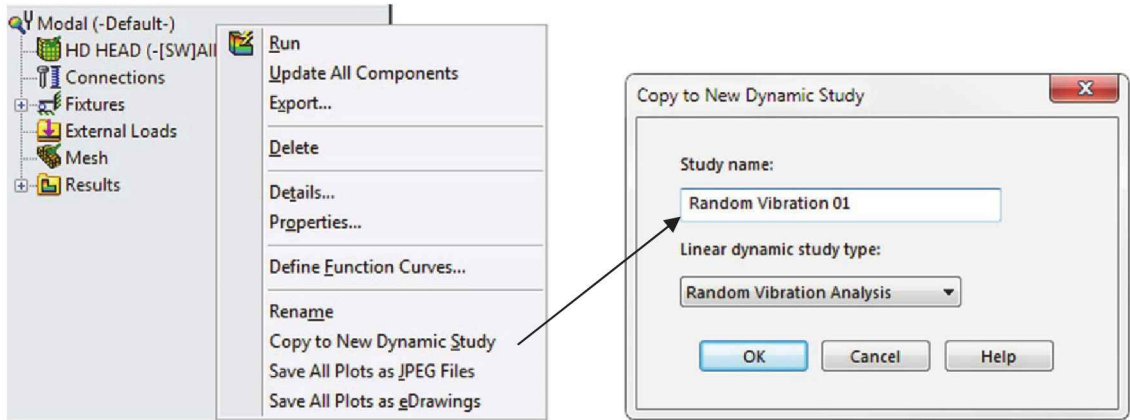 Modal (-Default-)
HD HEAD (-[SW]All
Connections
Fixtures
External Loads
Mesh
Results
Run
Update All Components
Export...
Delete
Details...
Properties...
Define Function Curves...
Rename
Copy to New Dynamic Study
Save All Plots as JPEG Files
Save All Plots as eDrawings
Copy to New Dynamic Study
Study name:
Random Vibration 01
Linear dynamic study type:
Random Vibration Analysis
OK Cancel Help